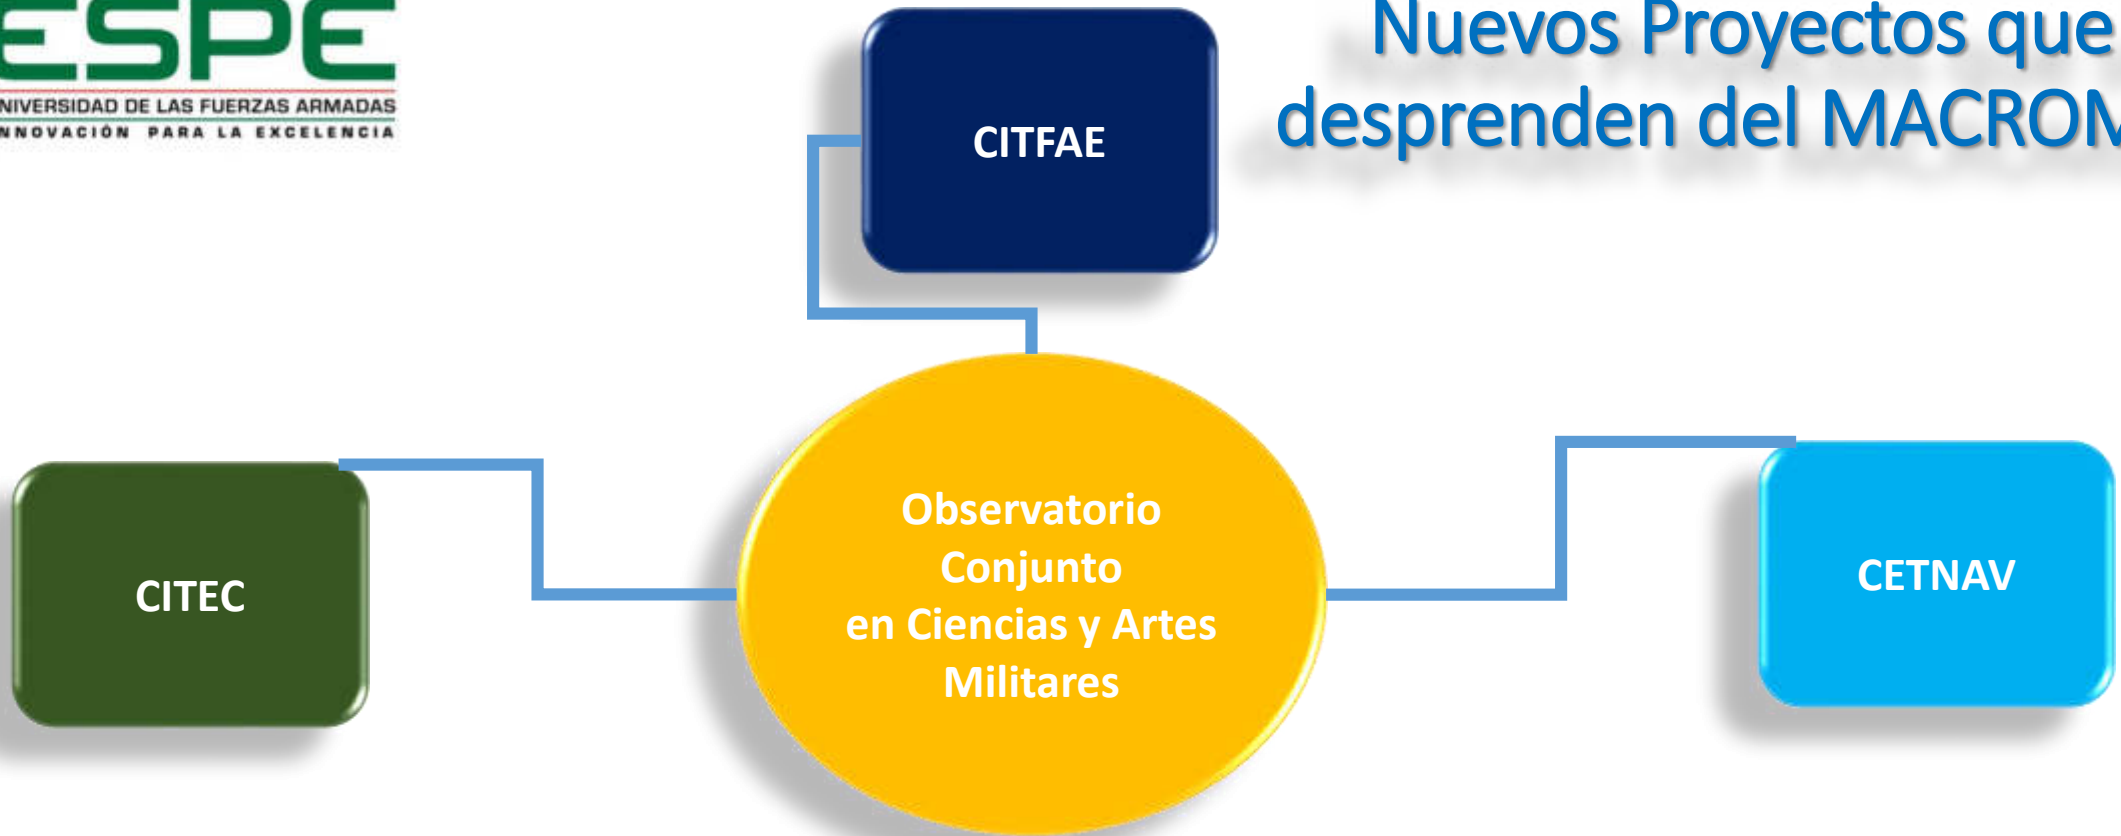 ESPE
NIVERSIDAD DE LAS FUERZAS ARMADAS
NNOVACIÓN PARA LA EXCELENCIA
Nuevos Proyectos que
desprenden del MACROM
CITFAE
Observatorio
Conjunto
en Ciencias y Artes
Militares
CITEC
CETNAV